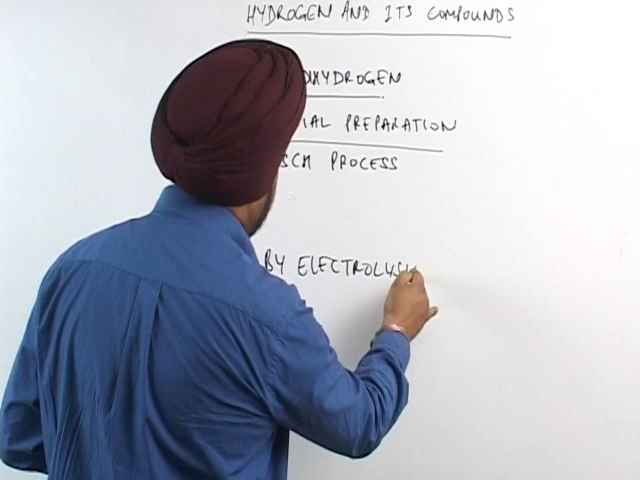 HYDROGEN AND ITS COMPOUNDS
DIHYDROGEN
PREPARATION
PROCESS
BY ELECTROLYSIS